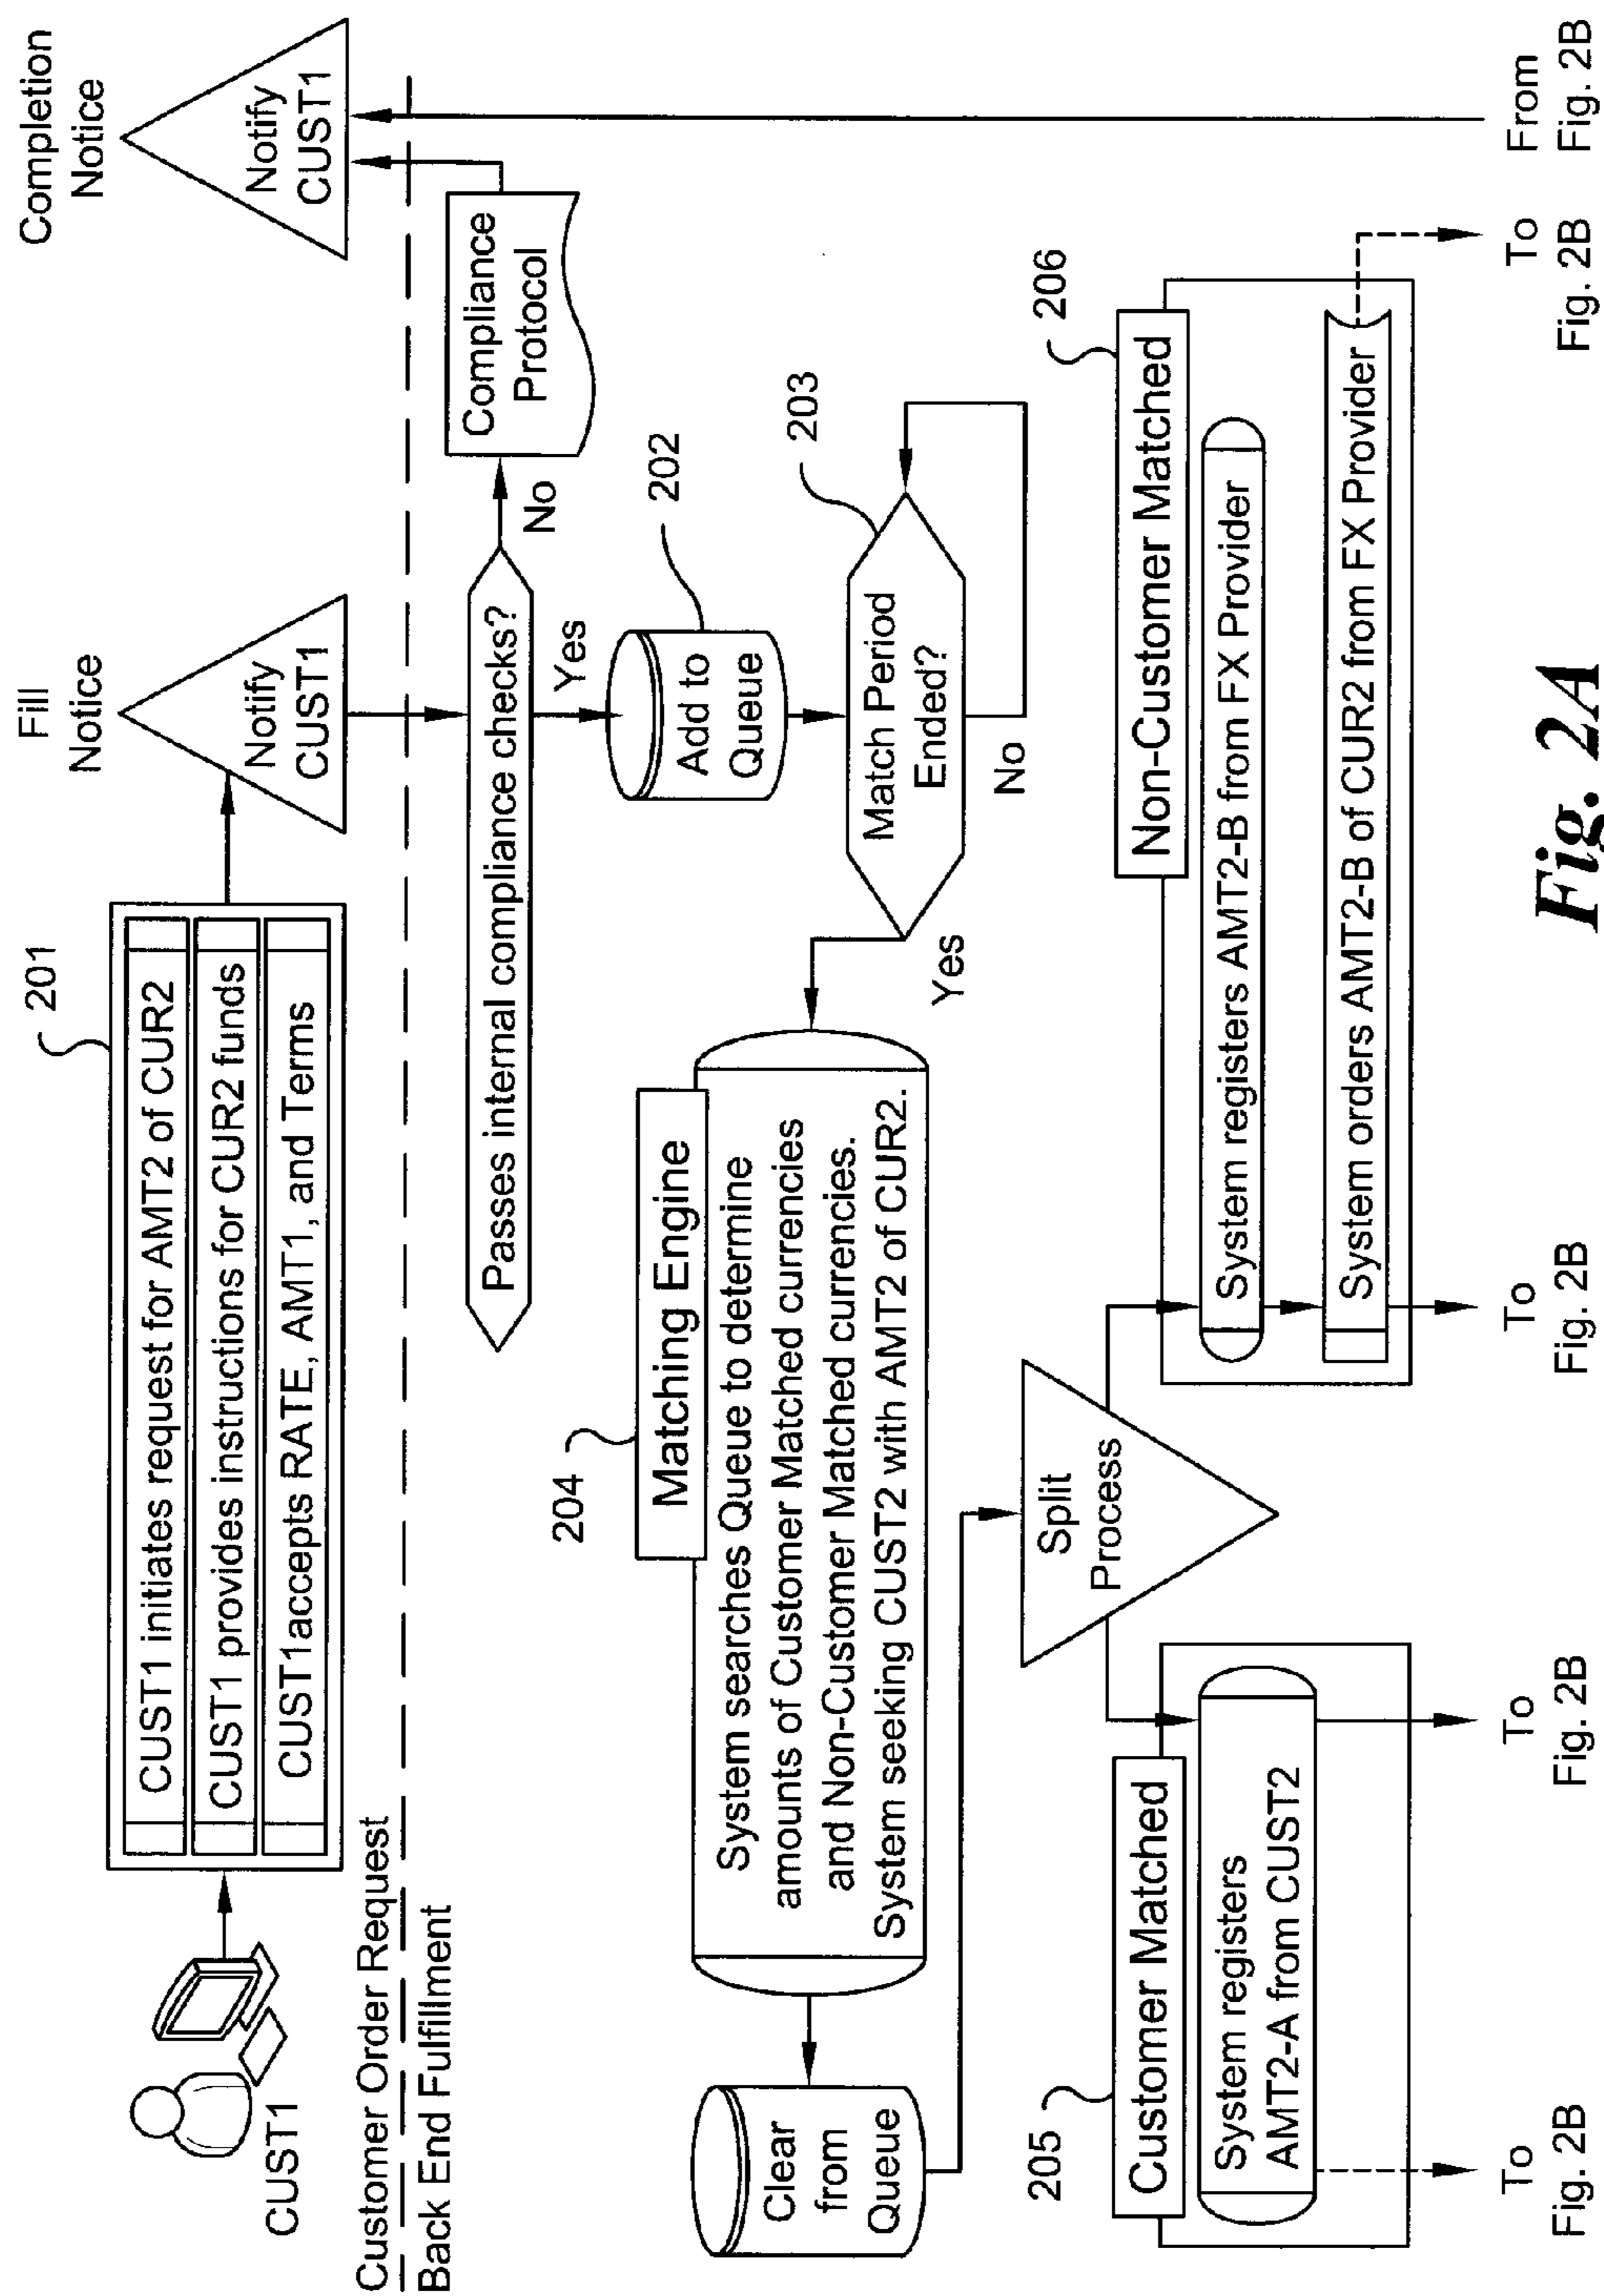 201
CUST1 initiates request for AMT2 of CUR2
CUST1 provides instructions for CUR2 funds
CUST1accepts RATE, AMT1, and Terms
CUST1
Fill
Notice
Notify
CUST1
Completion
Notice
Notify
CUST1
Customer Order Request
Back End Fulfillment
Passes internal compliance checks?
No
Compliance
Protocol
Yes
202
Add to
Queue
203
Match Period
Ended?
No
Yes
204
Matching Engine
System searches Queue to determine
amounts of Customer Matched currencies
and Non-Customer Matched currencies.
System seeking CUST2 with AMT2 of CUR2.
Clear
from
Queue
Split
Process
205
Customer Matched
System registers
AMT2-A from CUST2
206
Non-Customer Matched
System registers AMT2-B from FX Provider
System orders AMT2-B of CUR2 from FX Provider
To
Fig. 2B
To
Fig. 2B
To
Fig. 2B
To
Fig. 2B
From
Fig. 2B
Fig. 2A